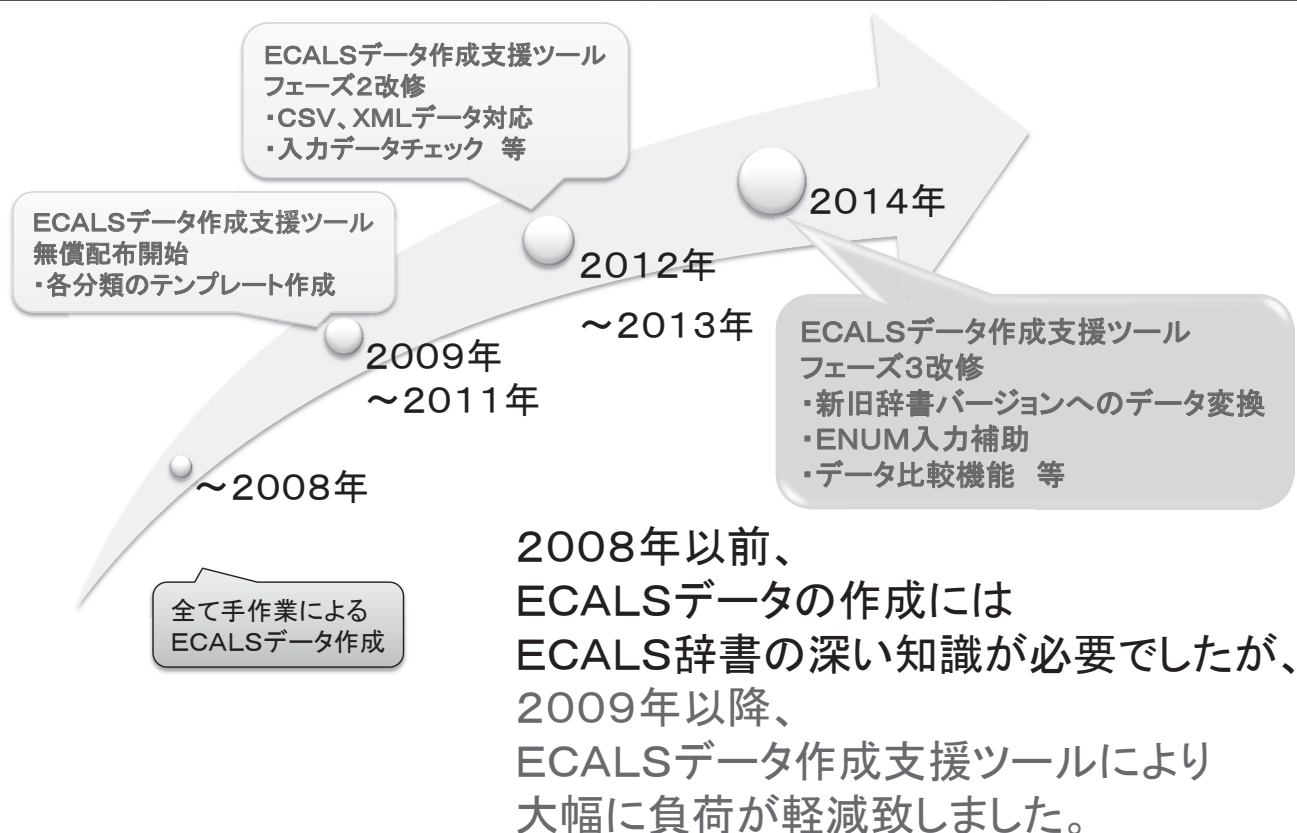 ECALSデータ作成支援ツール
フェーズ2改修
・CSV、XMLデータ対応
・入力データチェック 等
2014年
ECALSデータ作成支援ツール
無償配布開始
・各分類のテンプレート作成
2012年
～2013年
ECALSデータ作成支援ツール
フェーズ3改修
・新旧辞書バージョンへのデータ変換
・ENUM入力補助
・データ比較機能 等
2009年
～2011年
～2008年
全て手作業による
ECALSデータ作成
2008年以前、
ECALSデータの作成には
ECALS辞書の深い知識が必要でしたが、
2009年以降、
ECALSデータ作成支援ツールにより
大幅に負荷が軽減致しました。